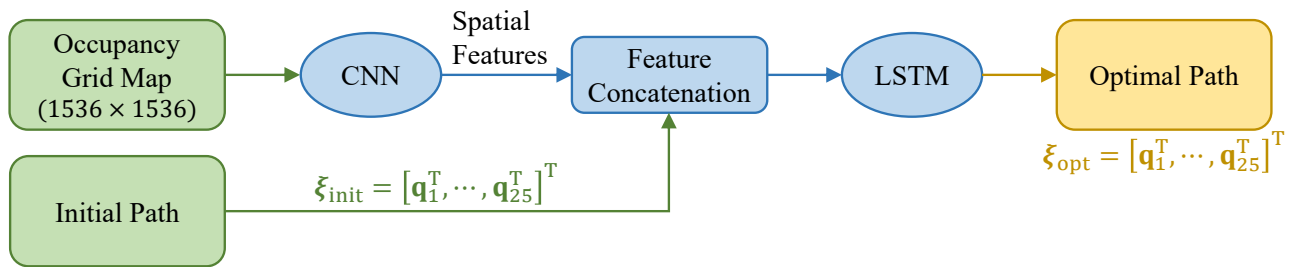 Occupancy
Grid Map
(1536 × 1536)
CNN
Spatial
Features
Feature
Concatenation
LSTM
Optimal Path
𝝃opt = [𝐪₁ᵀ, ⋯, 𝐪₂₅ᵀ]ᵀ
Initial Path
𝝃init = [𝐪₁ᵀ, ⋯, 𝐪₂₅ᵀ]ᵀ